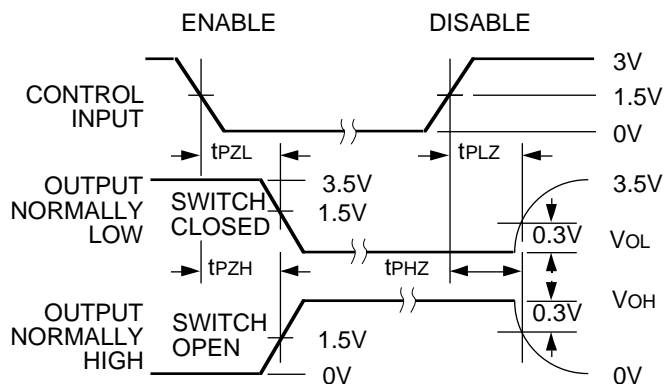 ENABLE
DISABLE
CONTROL
INPUT
3V
1.5V
0V
tPZL
tPLZ
OUTPUT
NORMALLY
LOW
SWITCH
CLOSED
3.5V
1.5V
3.5V
0.3V
VOL
tPZH
tPHZ
OUTPUT
NORMALLY
HIGH
SWITCH
OPEN
1.5V
0V
0.3V
VOH
0V